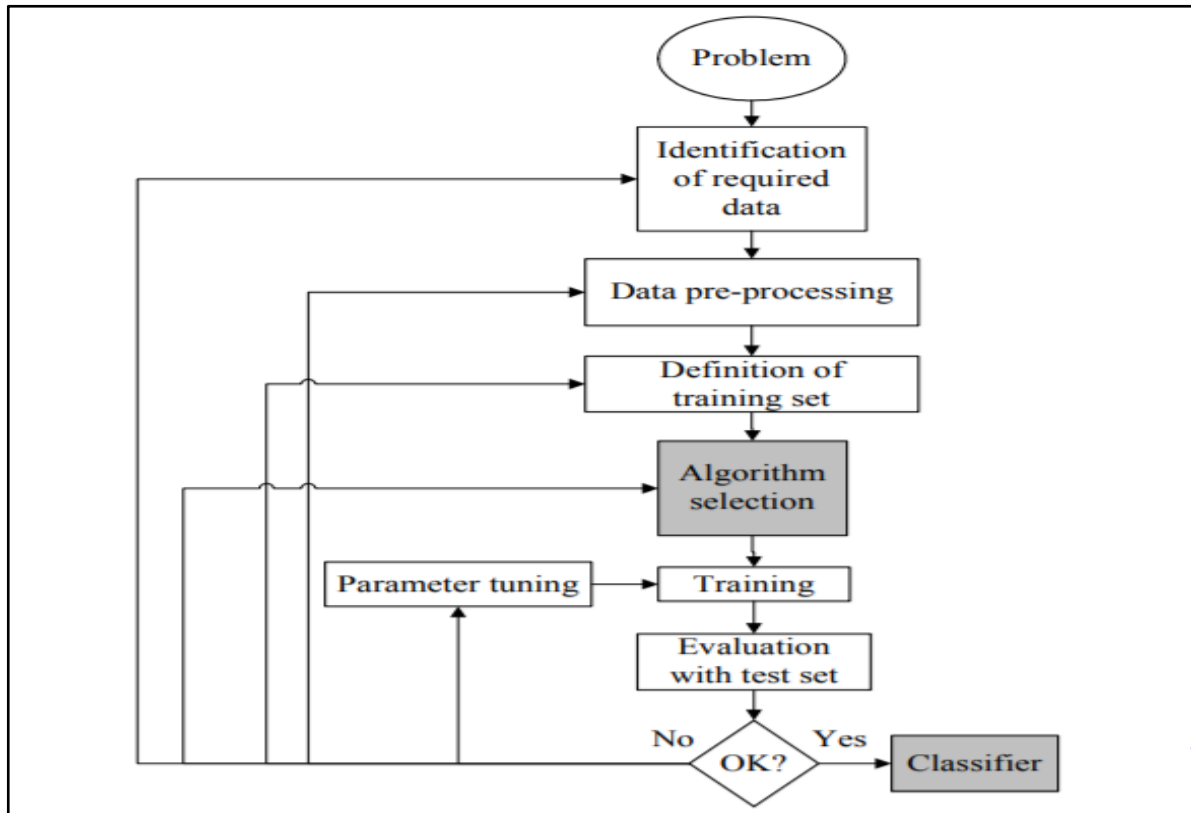 Problem
Identification
of required
data
Data pre-processing
Definition of
training set
Algorithm
selection
Parameter tuning
Training
Evaluation
with test set
No
OK?
Yes
Classifier